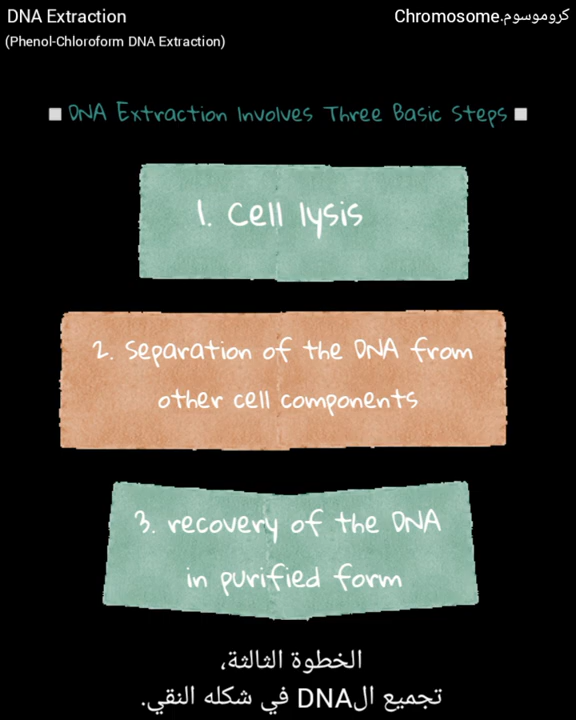 DNA Extraction
Chromosome.كروموسوم
(Phenol-Chloroform DNA Extraction)
DNA Extraction Involves Three Basic Steps
1. Cell lysis
2. Separation of the DNA from
other cell components
3. recovery of the DNA
in purified form
الخطوة الثالثة،
تجميع الDNA في شكله النقي.